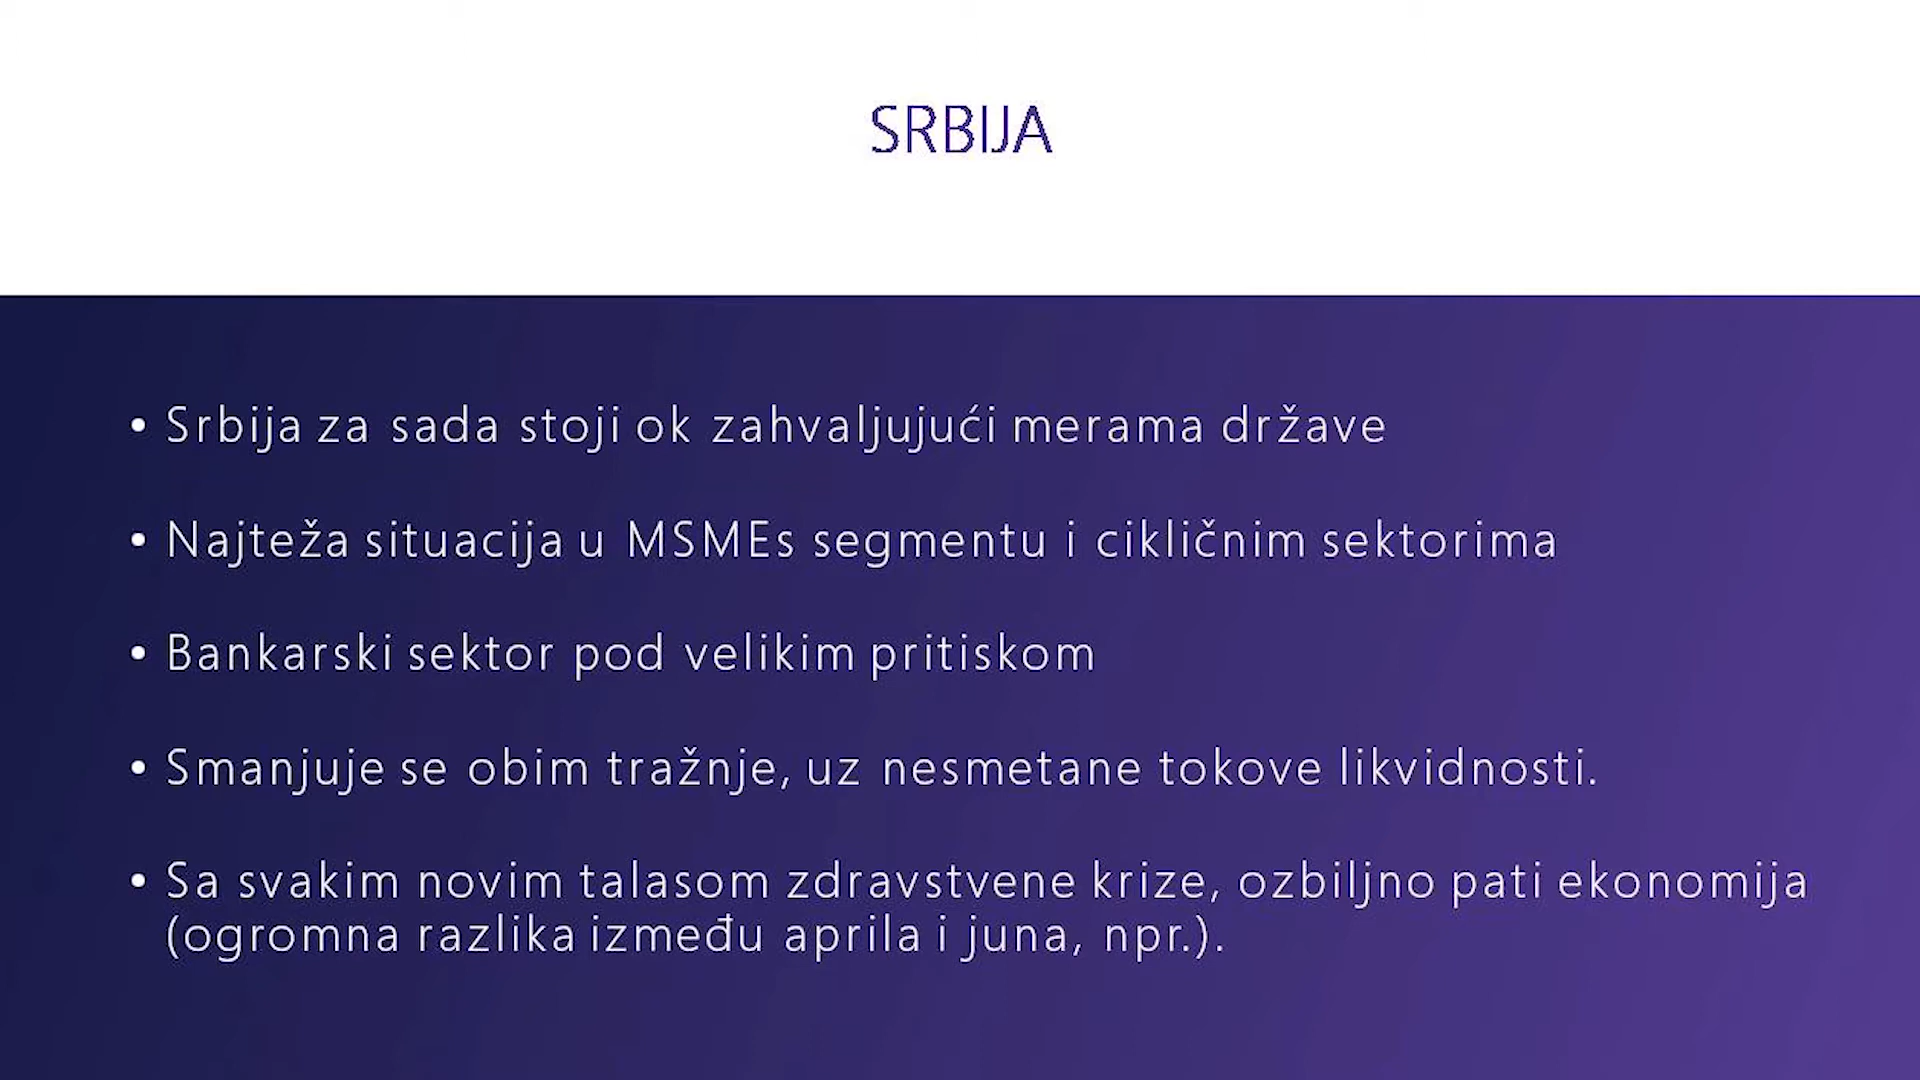 SRBIJA
• Srbija za sada stoji ok zahvaljujući merama države
• Najteža situacija u MSMEs segmentu i cikličnim sektorima
• Bankarski sektor pod velikim pritiskom
• Smanjuje se obim tražnje, uz nesmetane tokove likvidnosti.
• Sa svakim novim talasom zdravstvene krize, ozbiljno pati ekonomija
(ogromna razlika između aprila i juna, npr.).